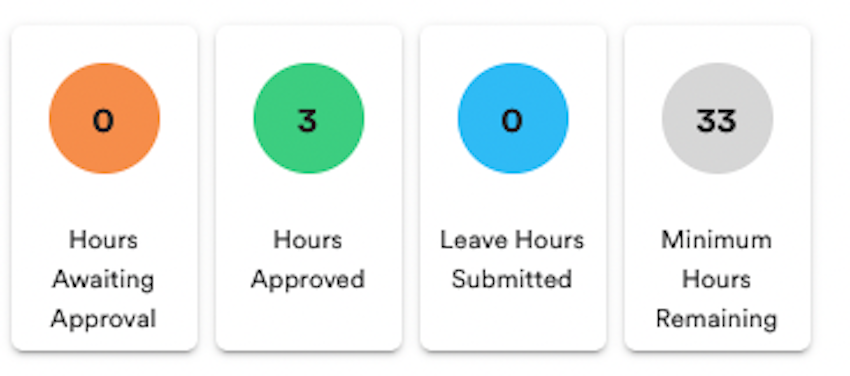 0
Hours
Awaiting
Approval
3
Hours
Approved
0
Leave Hours
Submitted
33
Minimum
Hours
Remaining